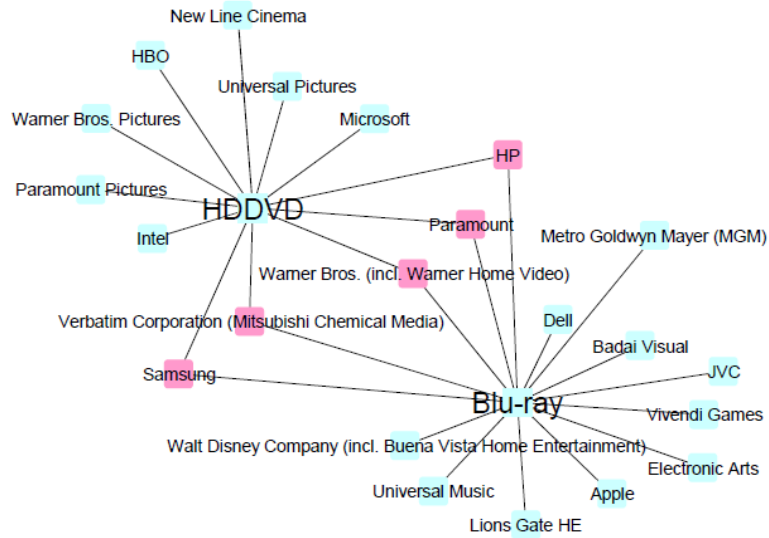 New Line Cinema
HBO
Universal Pictures
Warner Bros. Pictures
Microsoft
HP
Paramount Pictures
HDDVD
Paramount
Intel
Metro Goldwyn Mayer (MGM)
Warner Bros. (incl. Warner Home Video)
Verbatim Corporation (Mitsubishi Chemical Media)
Dell
Badai Visual
Samsung
JVC
Blu-ray
Vivendi Games
Walt Disney Company (incl. Buena Vista Home Entertainment)
Electronic Arts
Universal Music
Apple
Lions Gate HE